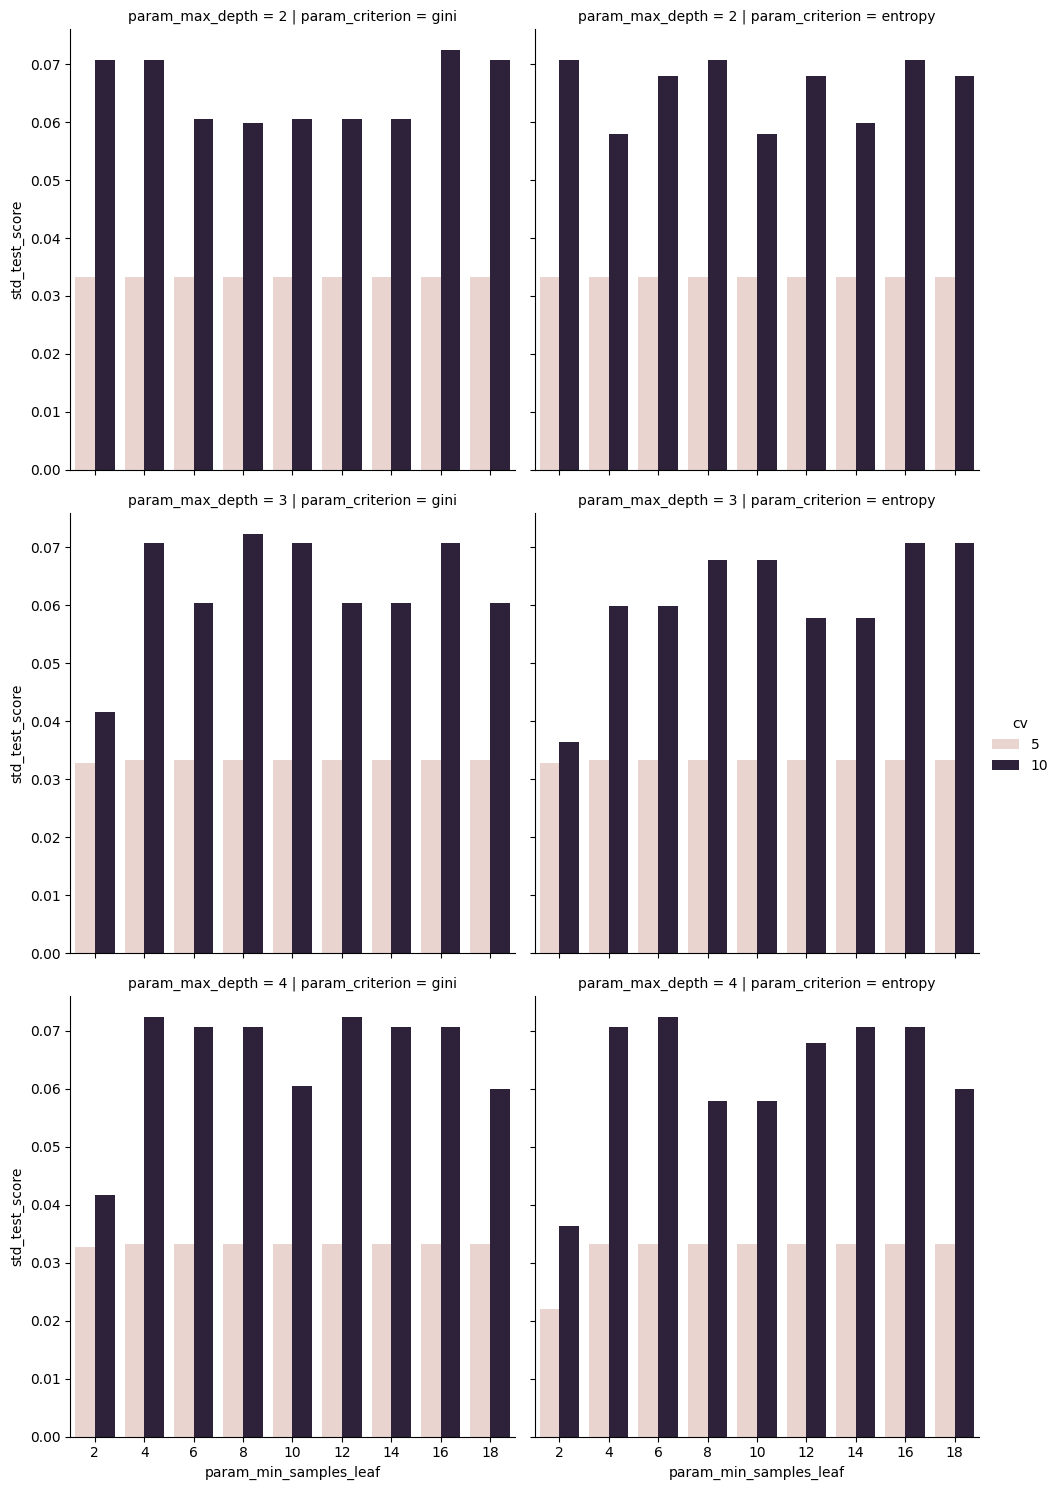 param_max_depth = 2 | param_criterion = gini
param_max_depth = 2 | param_criterion = entropy
0.07
0.06
0.05
0.04
0.03
0.02
0.01
0.00
std_test_score
param_max_depth = 3 | param_criterion = gini
param_max_depth = 3 | param_criterion = entropy
0.07
0.06
0.05
0.04
0.03
0.02
0.01
0.00
std_test_score
cv
5
10
param_max_depth = 4 | param_criterion = gini
param_max_depth = 4 | param_criterion = entropy
0.07
0.06
0.05
0.04
0.03
0.02
0.01
0.00
std_test_score
2 4 6 8 10 12 14 16 18
2 4 6 8 10 12 14 16 18
param_min_samples_leaf
param_min_samples_leaf